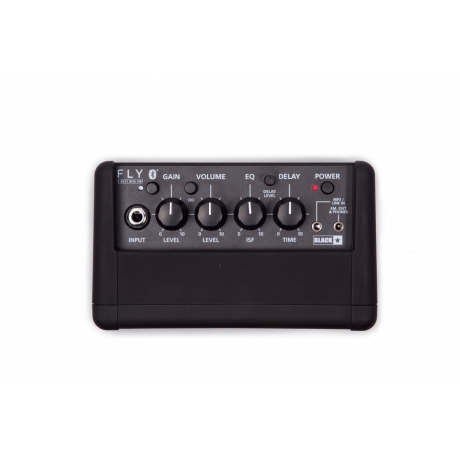 FLY
GAIN VOLUME EQ DELAY POWER
OD
DELAY
LEVEL
MP3 /
LINE IN
EM. OUT
& PHONES
0 10 0 10 0 10 0 10
INPUT LEVEL LEVEL ISF TIME
BLACK★